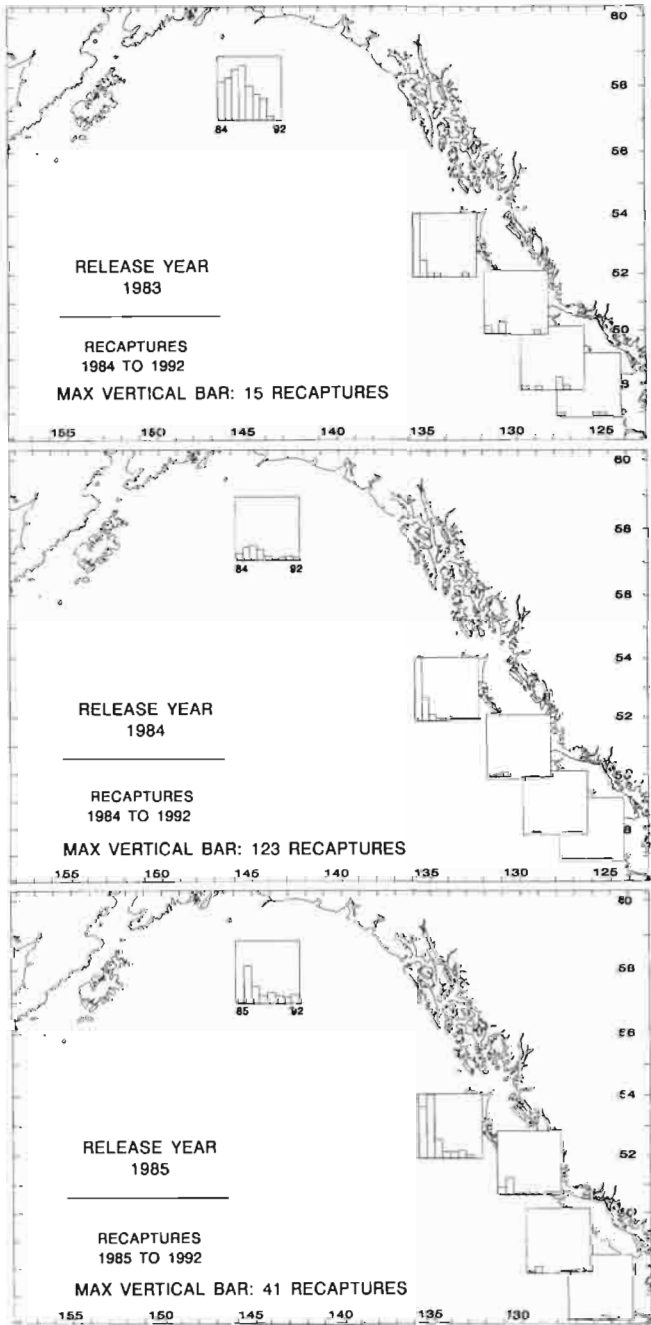 60
58
84 92
56
54
RELEASE YEAR
1983
52
50
RECAPTURES
1984 TO 1992
MAX VERTICAL BAR: 15 RECAPTURES
155 150 145 140 135 130 125
60
58
84 92
56
54
RELEASE YEAR
1984
52
RECAPTURES
1984 TO 1992
MAX VERTICAL BAR: 123 RECAPTURES
155 150 145 140 135 130 125
60
58
85 92
56
54
RELEASE YEAR
1985
52
50
RECAPTURES
1985 TO 1992
MAX VERTICAL BAR: 41 RECAPTURES
155 150 145 140 135 130